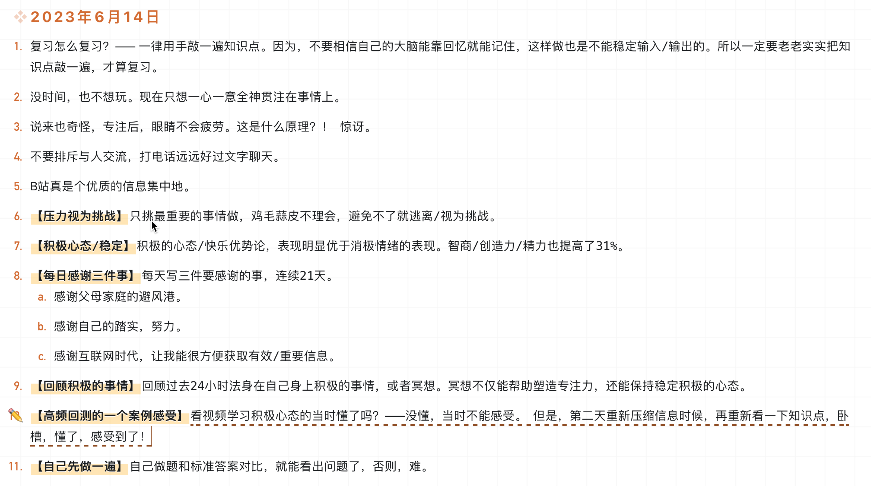 2023年6月14日
1. 复习怎么复习？—— 一律用手敲一遍知识点。因为，不要相信自己的大脑能靠回忆就能记住，这样做也是不能稳定输入/输出的。所以一定要老老实实把知
识点敲一遍，才算复习。
2. 没时间，也不想玩。现在只想一心一意全神贯注在事情上。
3. 说来也奇怪，专注后，眼睛不会疲劳。这是什么原理？！ 惊讶。
4. 不要排斥与人交流，打电话远远好过文字聊天。
5. B站真是个优质的信息集中地。
6. 【压力视为挑战】只挑最重要的事情做，鸡毛蒜皮不理会，避免不了就逃离/视为挑战。
7. 【积极心态/稳定】积极的心态/快乐优势论，表现明显优于消极情绪的表现。智商/创造力/精力也提高了31%。
8. 【每日感谢三件事】每天写三件要感谢的事，连续21天。
a. 感谢父母家庭的避风港。
b. 感谢自己的踏实，努力。
c. 感谢互联网时代，让我能很方便获取有效/重要信息。
9. 【回顾积极的事情】回顾过去24小时法身在自己身上积极的事情，或者冥想。冥想不仅能帮助塑造专注力，还能保持稳定积极的心态。
【高频回测的一个案例感受】看视频学习积极心态的当时懂了吗？——没懂，当时不能感受。 但是，第二天重新压缩信息时候，再重新看一下知识点，卧
槽，懂了，感受到了！
11. 【自己先做一遍】自己做题和标准答案对比，就能看出问题了，否则，难。